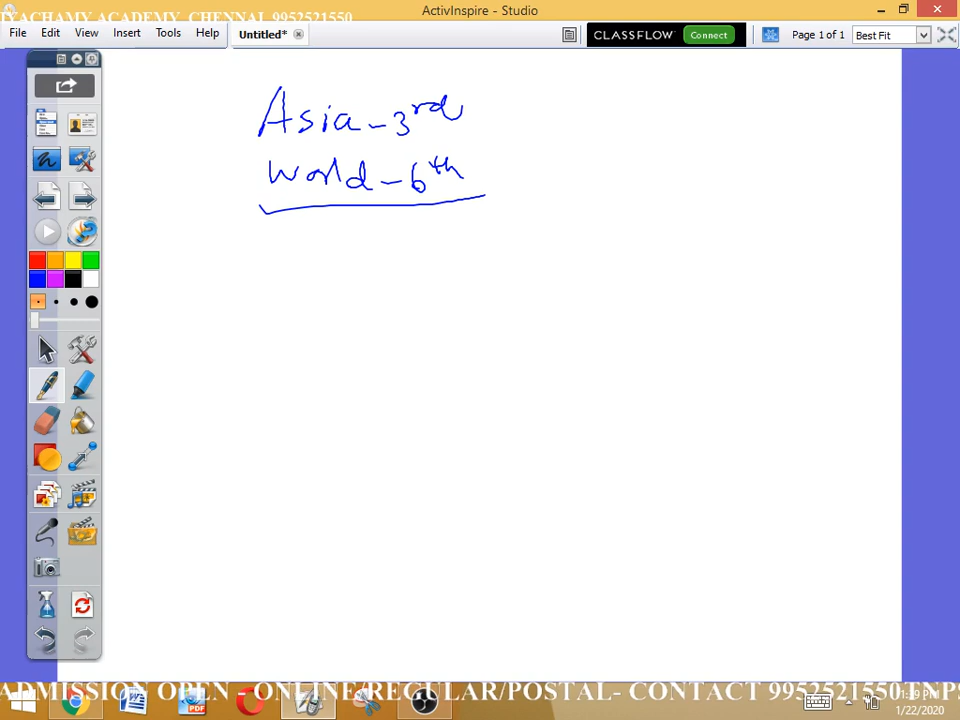 IYACHAMY ACADEMY, CHENNAI 9952521550
ActivInspire - Studio
File Edit View Insert Tools Help Untitled* CLASSFLOW Connect Page 1 of 1 Best Fit
Asia - 3rd
World - 6th
ADMISSION OPEN - ONLINE/REGULAR/POSTAL- CONTACT 9952521550 TNPS
1/22/2020